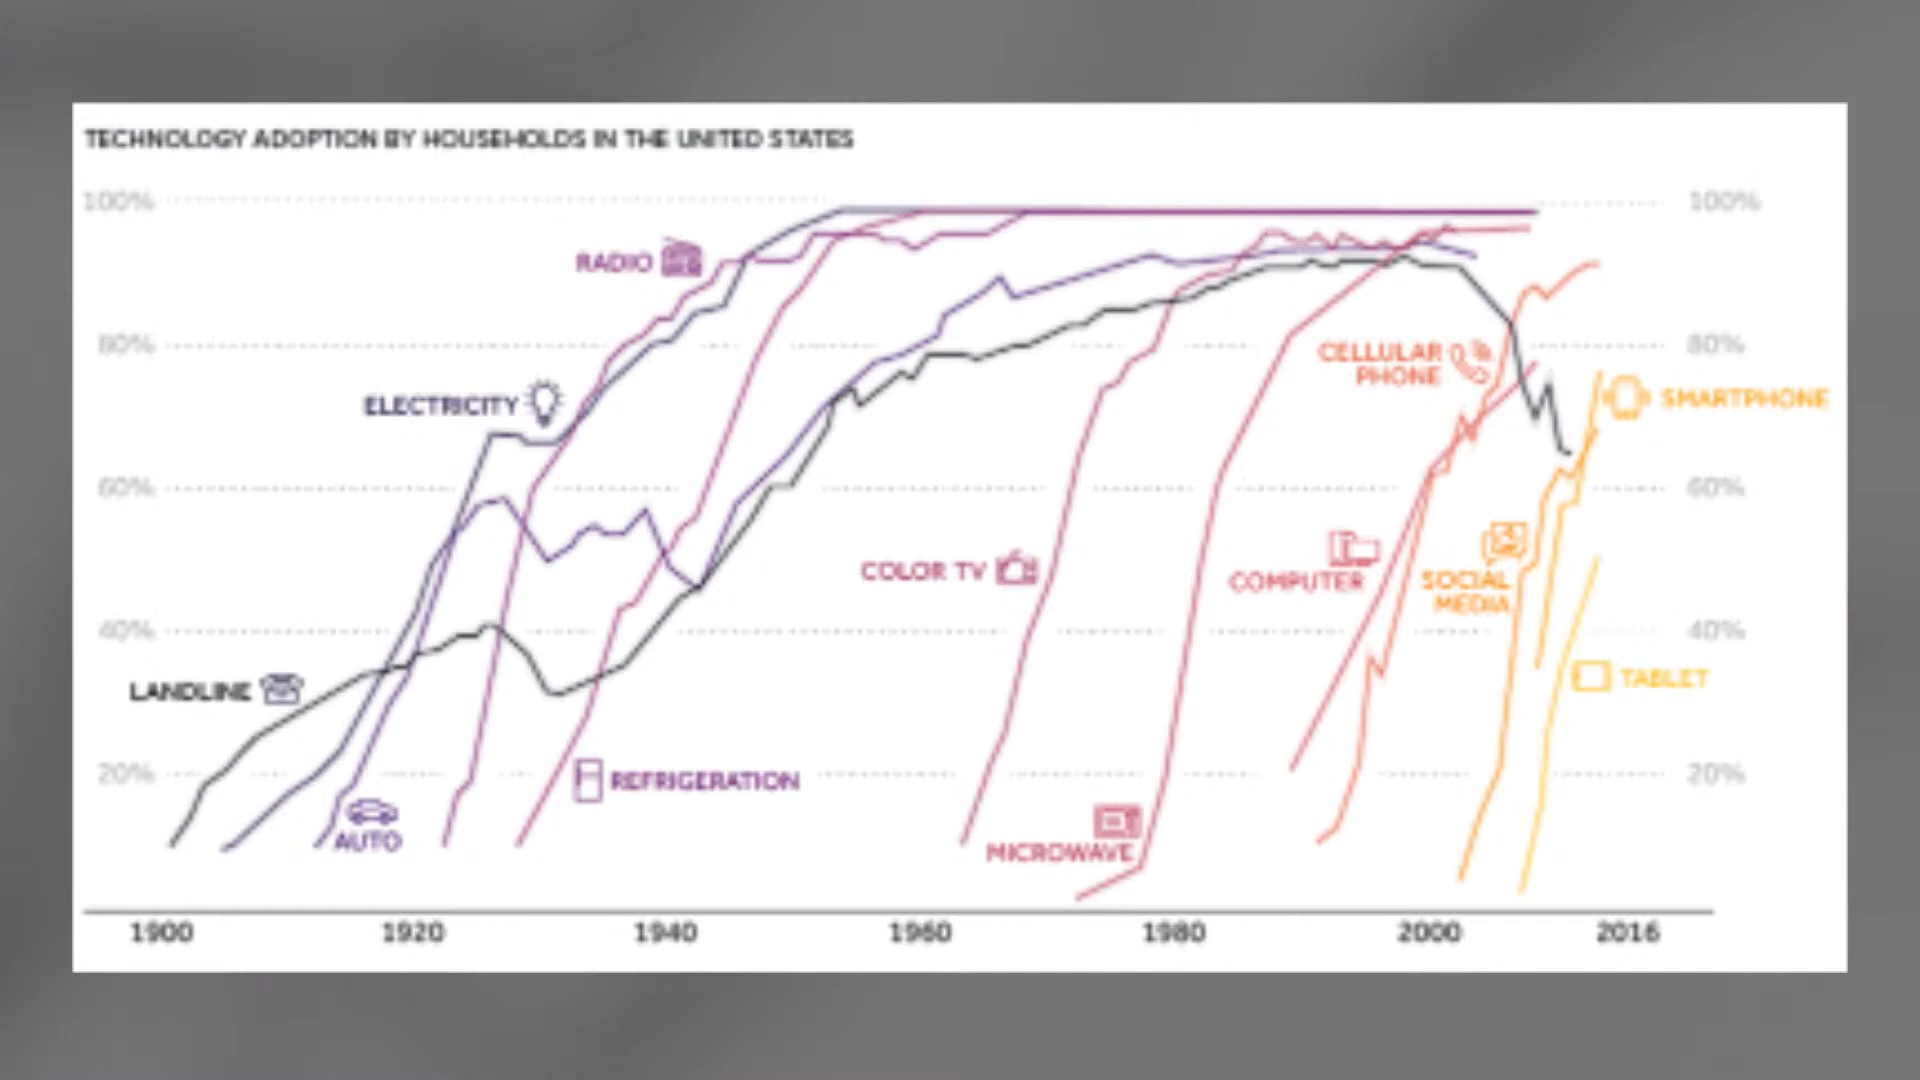 TECHNOLOGY ADOPTION BY HOUSEHOLDS IN THE UNITED STATES
100% 100%
RADIO
80% 80%
CELLULAR
PHONE
ELECTRICITY
SMARTPHONE
60% 60%
COLOR TV
COMPUTER
SOCIAL
MEDIA
40% 40%
LANDLINE
TABLET
20% 20%
REFRIGERATION
AUTO
MICROWAVE
1900 1920 1940 1960 1980 2000 2016